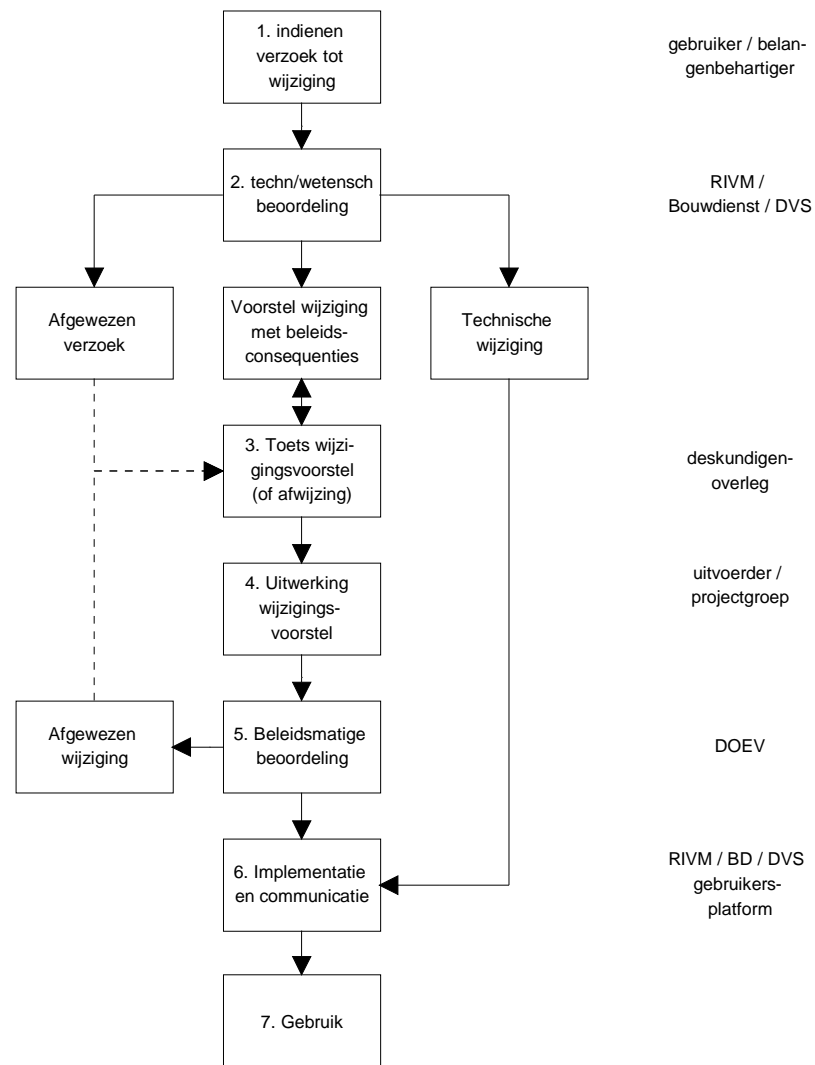 1. indienen
verzoek tot
wijziging
gebruiker / belan-
genbehartiger
2. techn/wetensch
beoordeling
RIVM /
Bouwdienst / DVS
Afgewezen
verzoek
Voorstel wijziging
met beleids-
consequenties
Technische
wijziging
3. Toets wijzi-
gingsvoorstel
(of afwijzing)
deskundigen-
overleg
4. Uitwerking
wijzigings-
voorstel
uitvoerder /
projectgroep
Afgewezen
wijziging
5. Beleidsmatige
beoordeling
DOEV
6. Implementatie
en communicatie
RIVM / BD / DVS
gebruikers-
platform
7. Gebruik